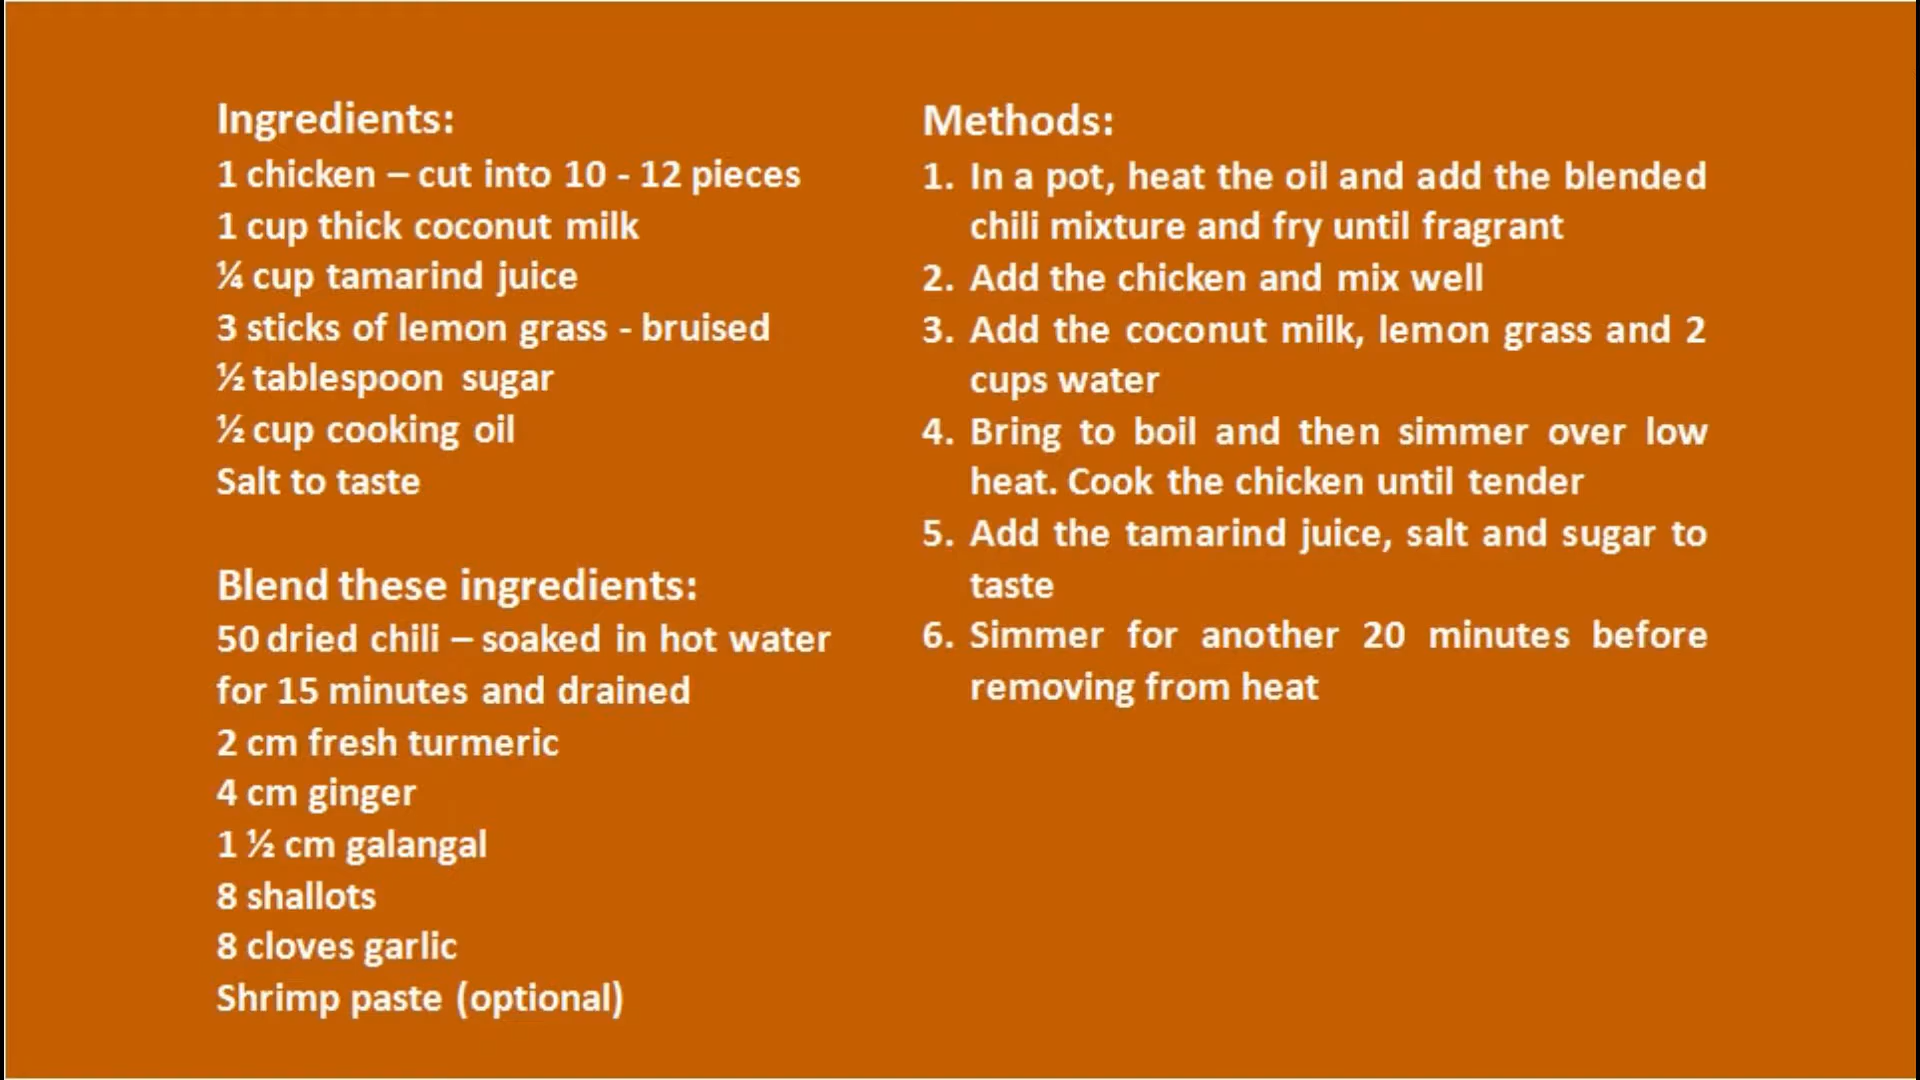 Ingredients:
1 chicken – cut into 10 - 12 pieces
1 cup thick coconut milk
¼ cup tamarind juice
3 sticks of lemon grass - bruised
½ tablespoon sugar
½ cup cooking oil
Salt to taste
Blend these ingredients:
50 dried chili – soaked in hot water
for 15 minutes and drained
2 cm fresh turmeric
4 cm ginger
1 ½ cm galangal
8 shallots
8 cloves garlic
Shrimp paste (optional)
Methods:
1. In a pot, heat the oil and add the blended
chili mixture and fry until fragrant
2. Add the chicken and mix well
3. Add the coconut milk, lemon grass and 2
cups water
4. Bring to boil and then simmer over low
heat. Cook the chicken until tender
5. Add the tamarind juice, salt and sugar to
taste
6. Simmer for another 20 minutes before
removing from heat